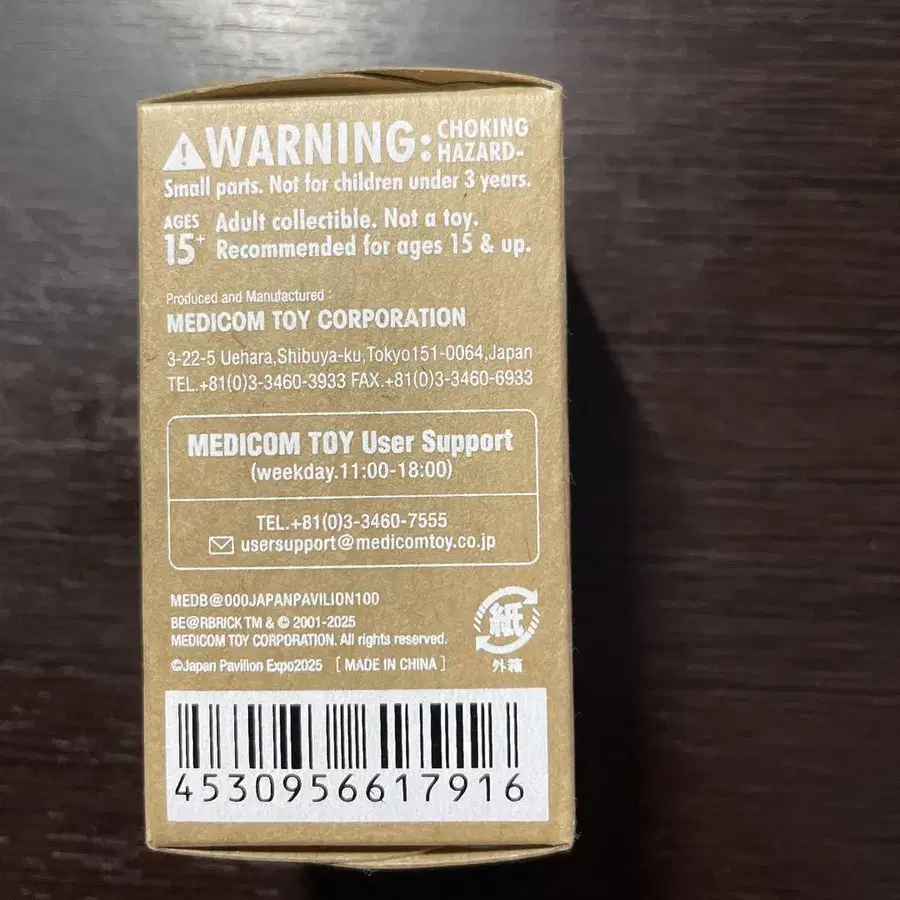 WARNING: CHOKING HAZARD-
Small parts. Not for children under 3 years.
AGES 15+ Adult collectible. Not a toy.
Recommended for ages 15 & up.
Produced and Manufactured :
MEDICOM TOY CORPORATION
3-22-5 Uehara,Shibuya-ku,Tokyo151-0064,Japan
TEL.+81(0)3-3460-3933 FAX.+81(0)3-3460-6933
MEDICOM TOY User Support
(weekday.11:00-18:00)
TEL.+81(0)3-3460-7555
usersupport@medicomtoy.co.jp
MEDB@000JAPANPAVILION100
BE@RBRICK TM & © 2001-2025
MEDICOM TOY CORPORATION. All rights reserved.
©Japan Pavilion Expo2025 [ MADE IN CHINA ]
紙
外箱
4530956617916